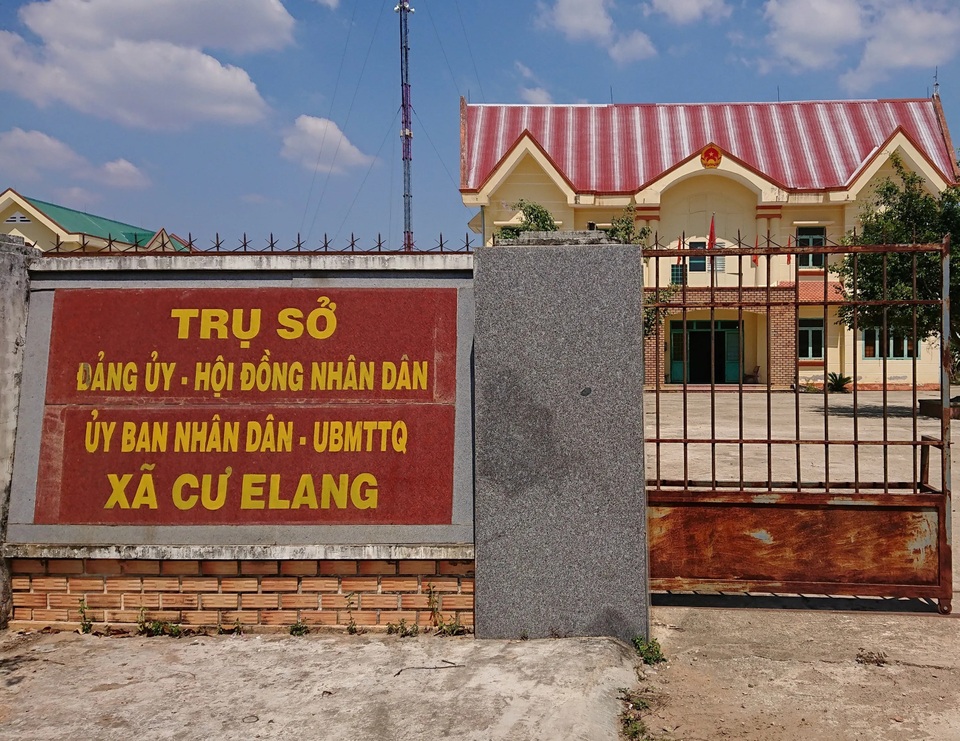 TRỤ SỞ
ĐẢNG ỦY - HỘI ĐỒNG NHÂN DÂN
ỦY BAN NHÂN DÂN - UBMTTQ
XÃ CƯ ELANG